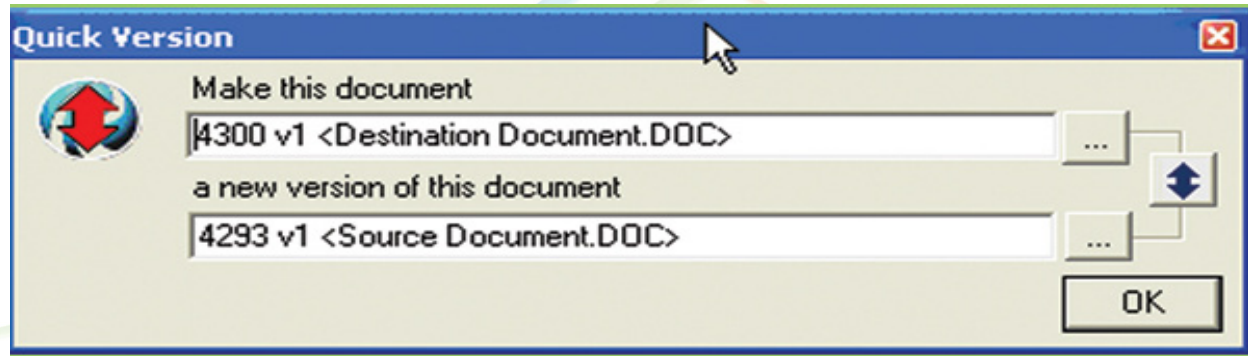 Quick Version
Make this document
4300 v1 <Destination Document.DOC>
...
a new version of this document
4293 v1 <Source Document.DOC>
...
OK